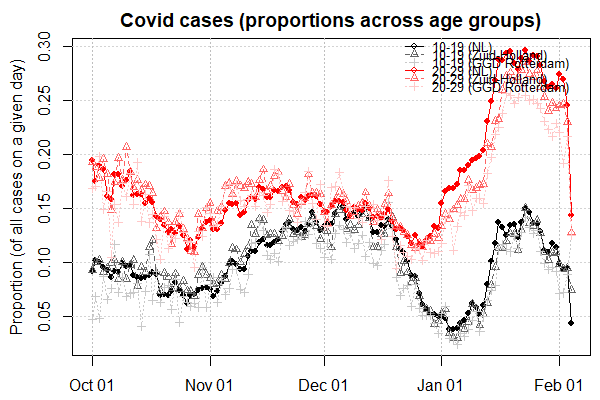 Covid cases (proportions across age groups)
Proportion (of all cases on a given day)
0.30
0.25
0.20
0.15
0.10
0.05
10-19 (NL)
10-19 (Zuid-Holland)
10-19 (GGD Rotterdam)
20-29 (NL)
20-29 (Zuid-Holland)
20-29 (GGD Rotterdam)
Oct 01 Nov 01 Dec 01 Jan 01 Feb 01